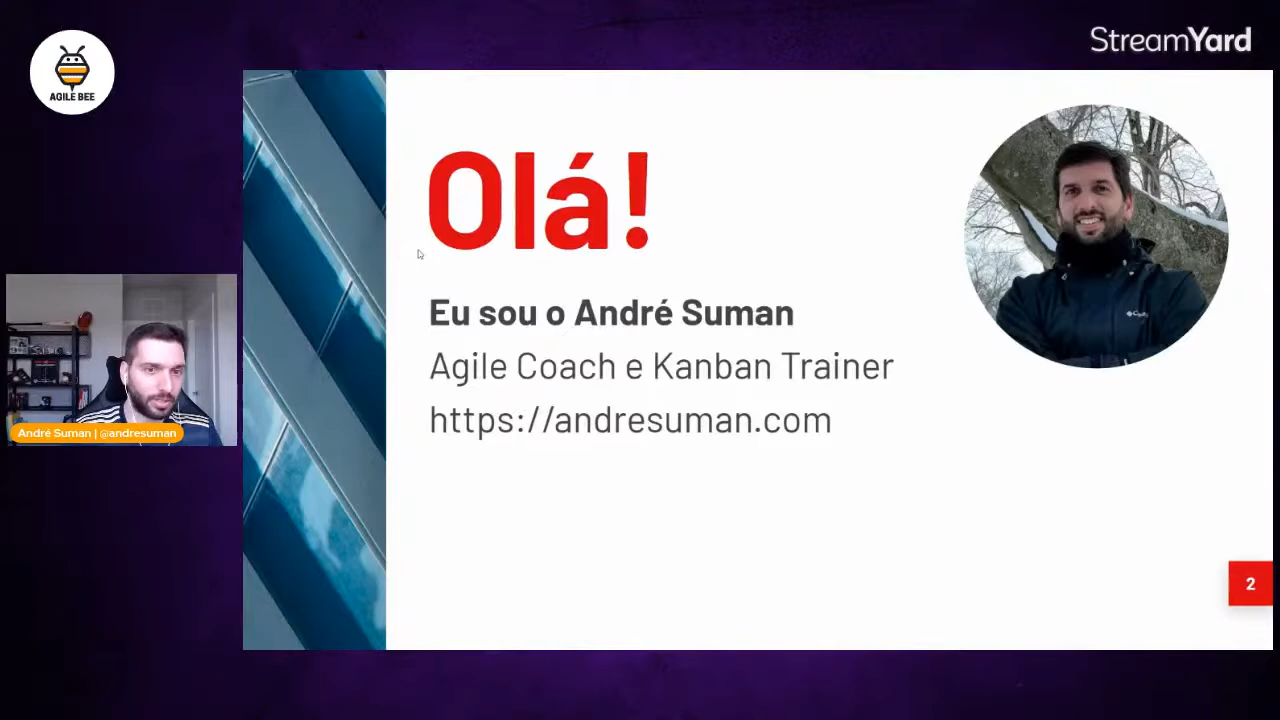 AGILE BEE
StreamYard
Olá!
Eu sou o André Suman
Agile Coach e Kanban Trainer
https://andresuman.com
André Suman | @andresuman
2